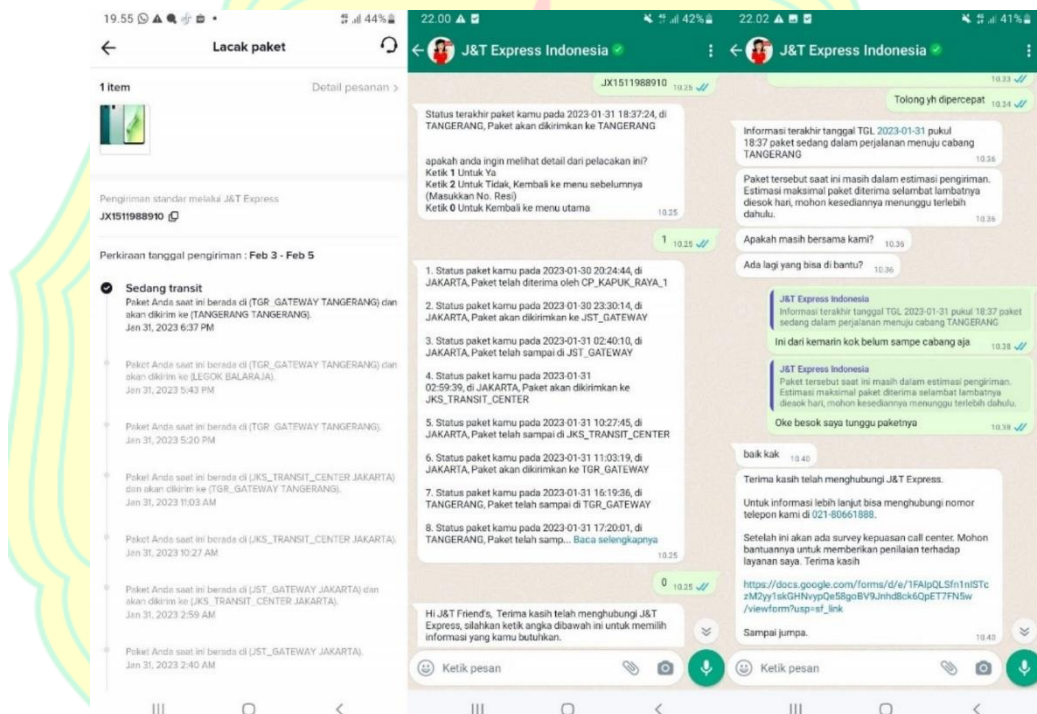 19.55
44%
Lacak paket
1 item
Detail pesanan >
Pengiriman standar melalui J&T Express
JX1511988910
Perkiraan tanggal pengiriman : Feb 3 - Feb 5
Sedang transit
Paket Anda saat ini berada di (TGR_GATEWAY TANGERANG) dan
akan dikirim ke (TANGERANG TANGERANG).
Jan 31, 2023 6:37 PM
Paket Anda saat ini berada di (TGR_GATEWAY TANGERANG) dan
akan dikirim ke (LEGOK BALARAJA).
Jan 31, 2023 5:43 PM
Paket Anda saat ini berada di (TGR_GATEWAY TANGERANG).
Jan 31, 2023 5:20 PM
Paket Anda saat ini berada di (JKS_TRANSIT_CENTER JAKARTA)
dan akan dikirim ke (TGR_GATEWAY TANGERANG).
Jan 31, 2023 11:03 AM
Paket Anda saat ini berada di (JKS_TRANSIT_CENTER JAKARTA).
Jan 31, 2023 10:27 AM
Paket Anda saat ini berada di (JST_GATEWAY JAKARTA) dan
akan dikirim ke (JKS_TRANSIT_CENTER JAKARTA).
Jan 31, 2023 2:59 AM
Paket Anda saat ini berada di (JST_GATEWAY JAKARTA).
Jan 31, 2023 2:40 AM
22.00
42%
J&T Express Indonesia
JX1511988910 10.25
Status terakhir paket kamu pada 2023-01-31 18:37:24, di
TANGERANG, Paket akan dikirimkan ke TANGERANG
apakah anda ingin melihat detail dari pelacakan ini?
Ketik 1 Untuk Ya
Ketik 2 Untuk Tidak, Kembali ke menu sebelumnya
(Masukkan No. Resi)
Ketik 0 Untuk Kembali ke menu utama
10.25
1 10.25
1. Status paket kamu pada 2023-01-30 20:24:44, di
JAKARTA, Paket telah diterima oleh CP_KAPUK_RAYA_1
2. Status paket kamu pada 2023-01-30 23:30:14, di
JAKARTA, Paket akan dikirimkan ke JST_GATEWAY
3. Status paket kamu pada 2023-01-31 02:40:10, di
JAKARTA, Paket telah sampai di JST_GATEWAY
4. Status paket kamu pada 2023-01-31
02:59:39, di JAKARTA, Paket akan dikirimkan ke
JKS_TRANSIT_CENTER
5. Status paket kamu pada 2023-01-31 10:27:45, di
JAKARTA, Paket telah sampai di JKS_TRANSIT_CENTER
6. Status paket kamu pada 2023-01-31 11:03:19, di
JAKARTA, Paket akan dikirimkan ke TGR_GATEWAY
7. Status paket kamu pada 2023-01-31 16:19:36, di
TANGERANG, Paket telah sampai di TGR_GATEWAY
8. Status paket kamu pada 2023-01-31 17:20:01, di
TANGERANG, Paket telah samp... Baca selengkapnya
10.25
0 10.25
Hi J&T Friend's, Terima kasih telah menghubungi J&T
Express, silahkan ketik angka dibawah ini untuk memilih
informasi yang kamu butuhkan.
Ketik pesan
22.02
41%
J&T Express Indonesia
10.33
Tolong yh dipercepat 10.34
Informasi terakhir tanggal TGL 2023-01-31 pukul
18:37 paket sedang dalam perjalanan menuju cabang
TANGERANG
10.36
Paket tersebut saat ini masih dalam estimasi pengiriman.
Estimasi maksimal paket diterima selambat lambatnya
diesok hari, mohon kesediannya menunggu terlebih
dahulu.
10.36
Apakah masih bersama kami? 10.36
Ada lagi yang bisa di bantu? 10.36
J&T Express Indonesia
Informasi terakhir tanggal TGL 2023-01-31 pukul 18:37 paket
sedang dalam perjalanan menuju cabang TANGERANG
Ini dari kemarin kok belum sampe cabang aja 10.38
J&T Express Indonesia
Paket tersebut saat ini masih dalam estimasi pengiriman.
Estimasi maksimal paket diterima selambat lambatnya
diesok hari, mohon kesediannya menunggu terlebih dahulu.
Oke besok saya tunggu paketnya 10.38
baik kak 10.40
Terima kasih telah menghubungi J&T Express.
Untuk informasi lebih lanjut bisa menghubungi nomor
telepon kami di 021-80661888.
Setelah ini akan ada survey kepuasan call center. Mohon
bantuannya untuk memberikan penilaian terhadap
layanan saya. Terima kasih
https://docs.google.com/forms/d/e/1FAIpQLSfn1nISTc
zM2yy1skGHNvypQe58goBV9Jnhd8ck6QpET7FN5w
/viewform?usp=sf_link
Sampai jumpa.
10.40
Ketik pesan